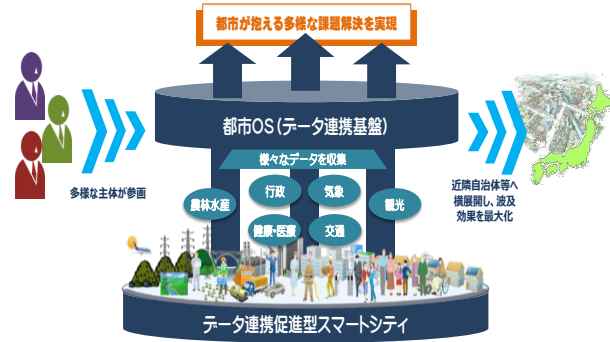 都市が抱える多様な課題解決を実現
都市OS(データ連携基盤)
様々なデータを収集
農林水産
行政
気象
観光
健康・医療
交通
多様な主体が参画
近隣自治体等へ
横展開し、波及
効果を最大化
データ連携促進型スマートシティ